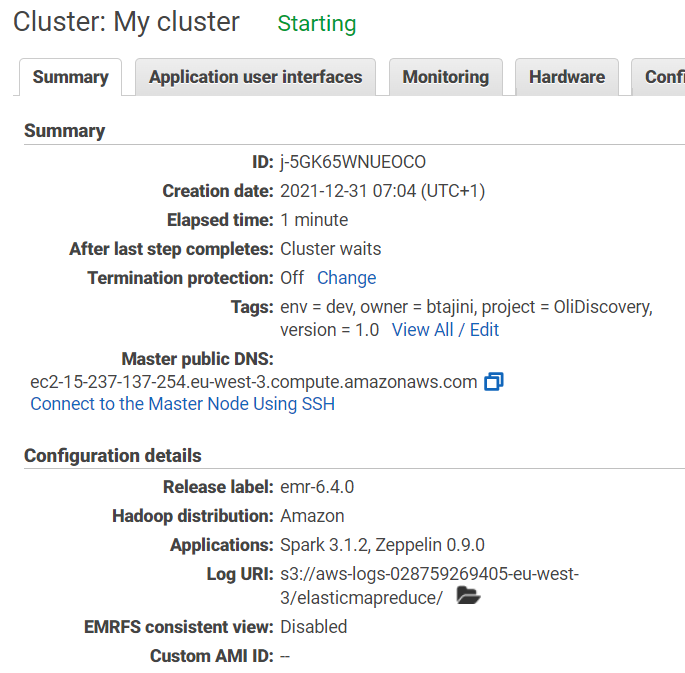 Cluster: My cluster Starting
Summary Application user interfaces Monitoring Hardware Confi
Summary
ID: j-5GK65WNUEOCO
Creation date: 2021-12-31 07:04 (UTC+1)
Elapsed time: 1 minute
After last step completes: Cluster waits
Termination protection: Off Change
Tags: env = dev, owner = btajini, project = OliDiscovery,
version = 1.0 View All / Edit
Master public DNS:
ec2-15-237-137-254.eu-west-3.compute.amazonaws.com
Connect to the Master Node Using SSH
Configuration details
Release label: emr-6.4.0
Hadoop distribution: Amazon
Applications: Spark 3.1.2, Zeppelin 0.9.0
Log URI: s3://aws-logs-028759269405-eu-west-
3/elasticmapreduce/
EMRFS consistent view: Disabled
Custom AMI ID: --